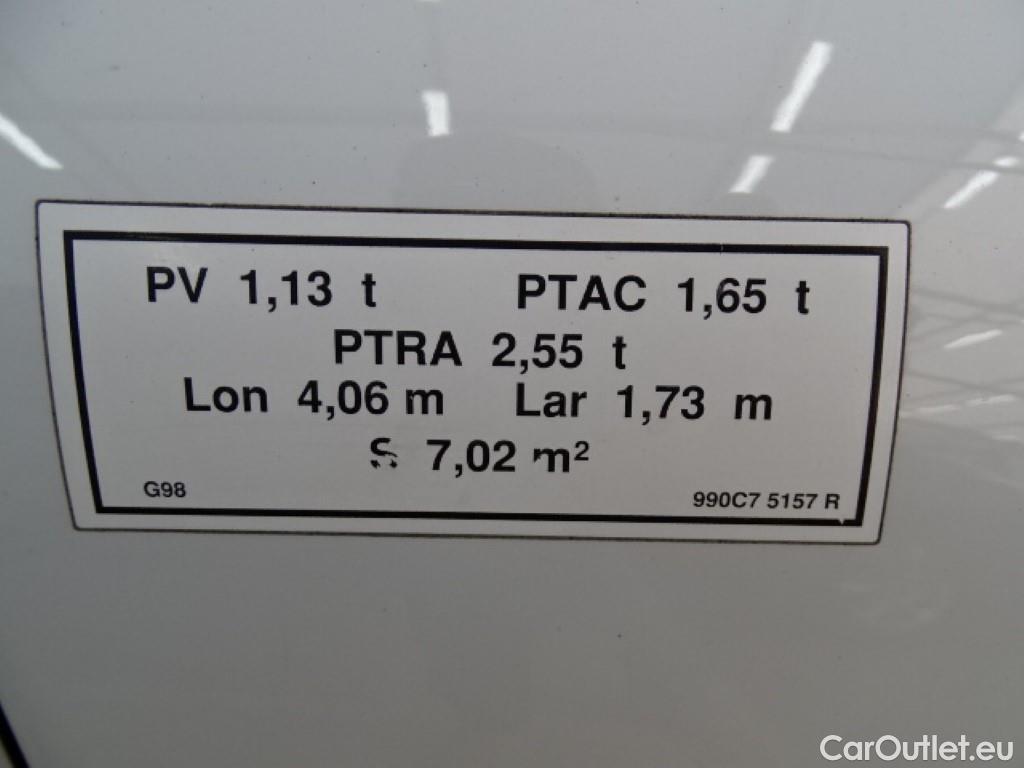 PV 1,13 t PTAC 1,65 t
PTRA 2,55 t
Lon 4,06 m Lar 1,73 m
S 7,02 m²
G98 990C7 5157 R
CarOutlet.eu